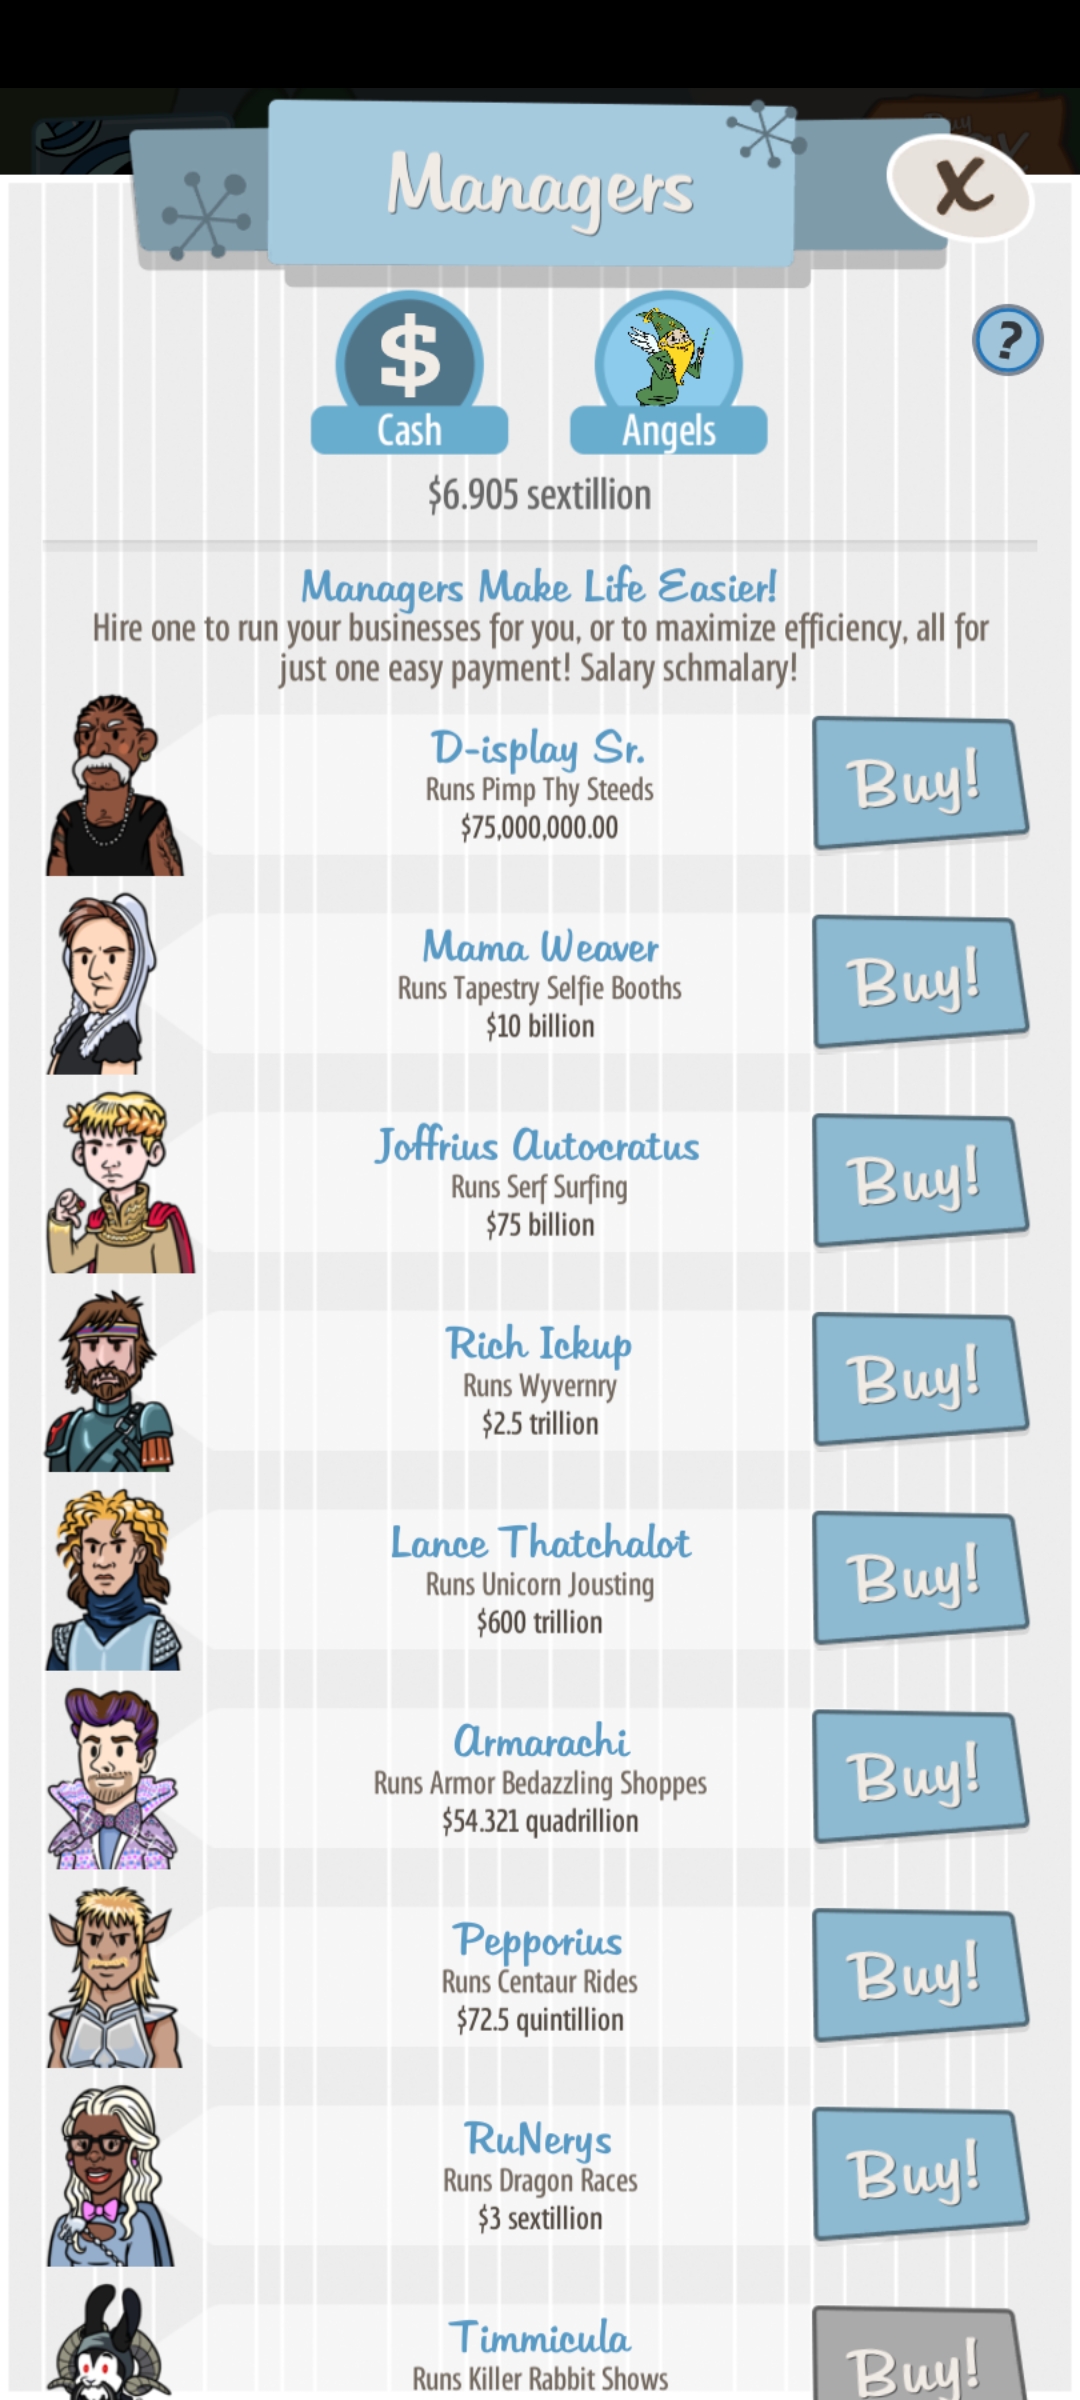 Buy
Managers
X
$
?
Cash
Angels
$6.905 sextillion
Managers Make Life Easier!
Hire one to run your businesses for you, or to maximize efficiency, all for
just one easy payment! Salary schmalary!
D-isplay Sr.
Runs Pimp Thy Steeds
$75,000,000.00
Buy!
Mama Weaver
Runs Tapestry Selfie Booths
$10 billion
Buy!
Joffrius Autocratus
Runs Serf Surfing
$75 billion
Buy!
Rich Ickup
Runs Wyvernry
$2.5 trillion
Buy!
Lance Thatchalot
Runs Unicorn Jousting
$600 trillion
Buy!
Armarachi
Runs Armor Bedazzling Shoppes
$54.321 quadrillion
Buy!
Pepporius
Runs Centaur Rides
$72.5 quintillion
Buy!
RuNerys
Runs Dragon Races
$3 sextillion
Buy!
Timmicula
Runs Killer Rabbit Shows
Buy!